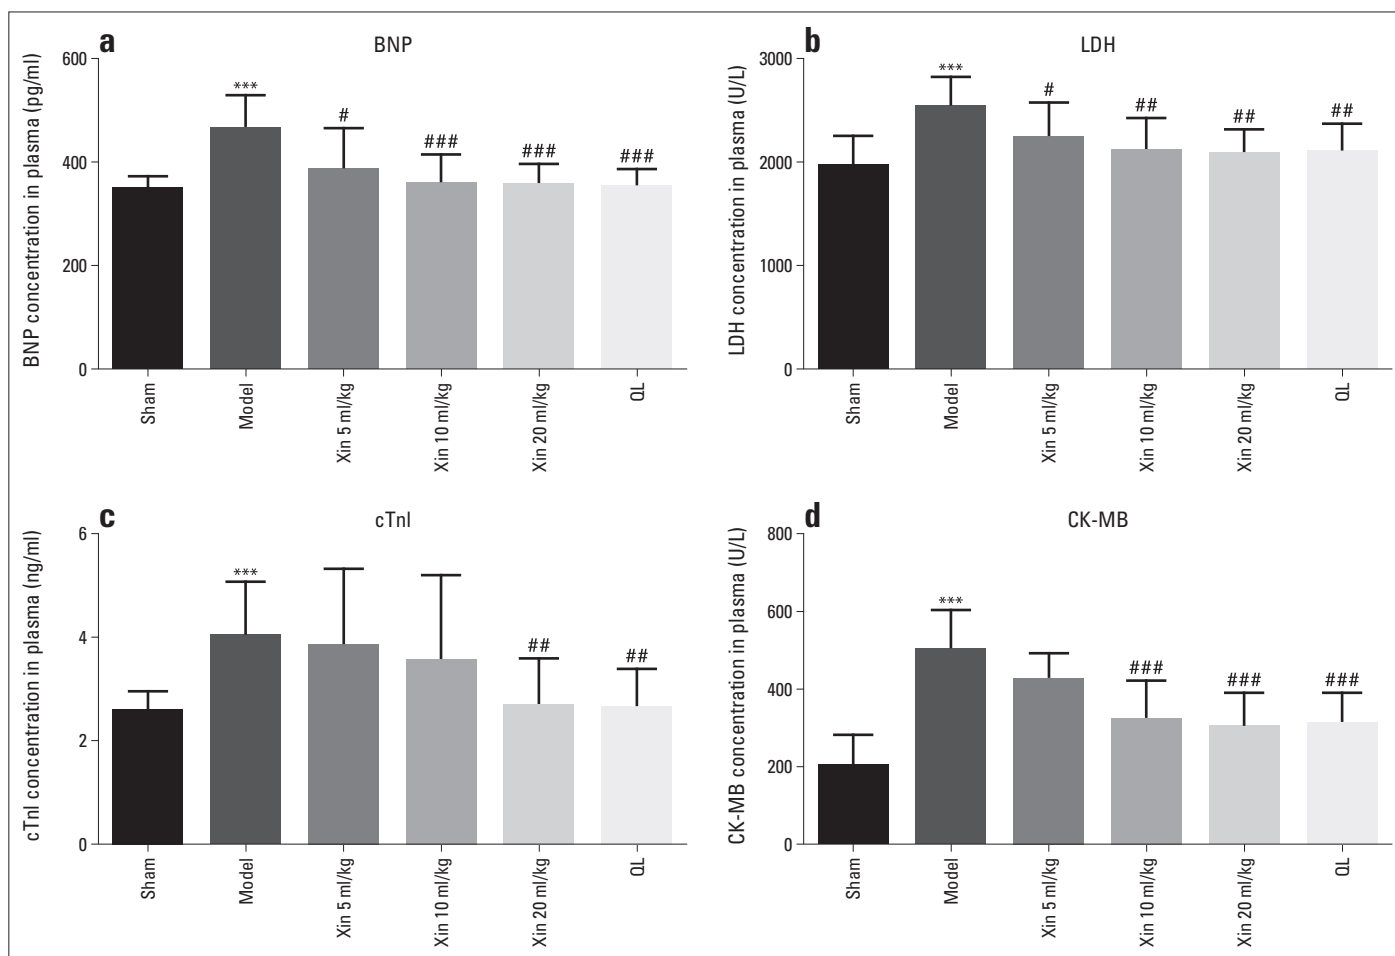 a
BNP
BNP concentration in plasma (pg/ml)
600
400
200
0
***
#
###
###
###
Sham
Model
Xin 5 ml/kg
Xin 10 ml/kg
Xin 20 ml/kg
QL
b
LDH
LDH concentration in plasma (U/L)
3000
2000
1000
0
***
#
##
##
##
Sham
Model
Xin 5 ml/kg
Xin 10 ml/kg
Xin 20 ml/kg
QL
c
cTnI
cTnI concentration in plasma (ng/ml)
6
4
2
0
***
##
##
Sham
Model
Xin 5 ml/kg
Xin 10 ml/kg
Xin 20 ml/kg
QL
d
CK-MB
CK-MB concentration in plasma (U/L)
800
600
400
200
0
***
###
###
###
Sham
Model
Xin 5 ml/kg
Xin 10 ml/kg
Xin 20 ml/kg
QL